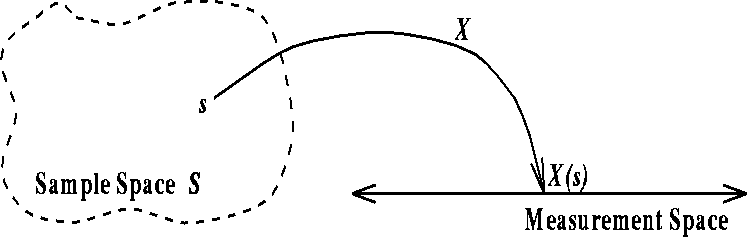 X
s
X(s)
Sample Space S
Measurement Space